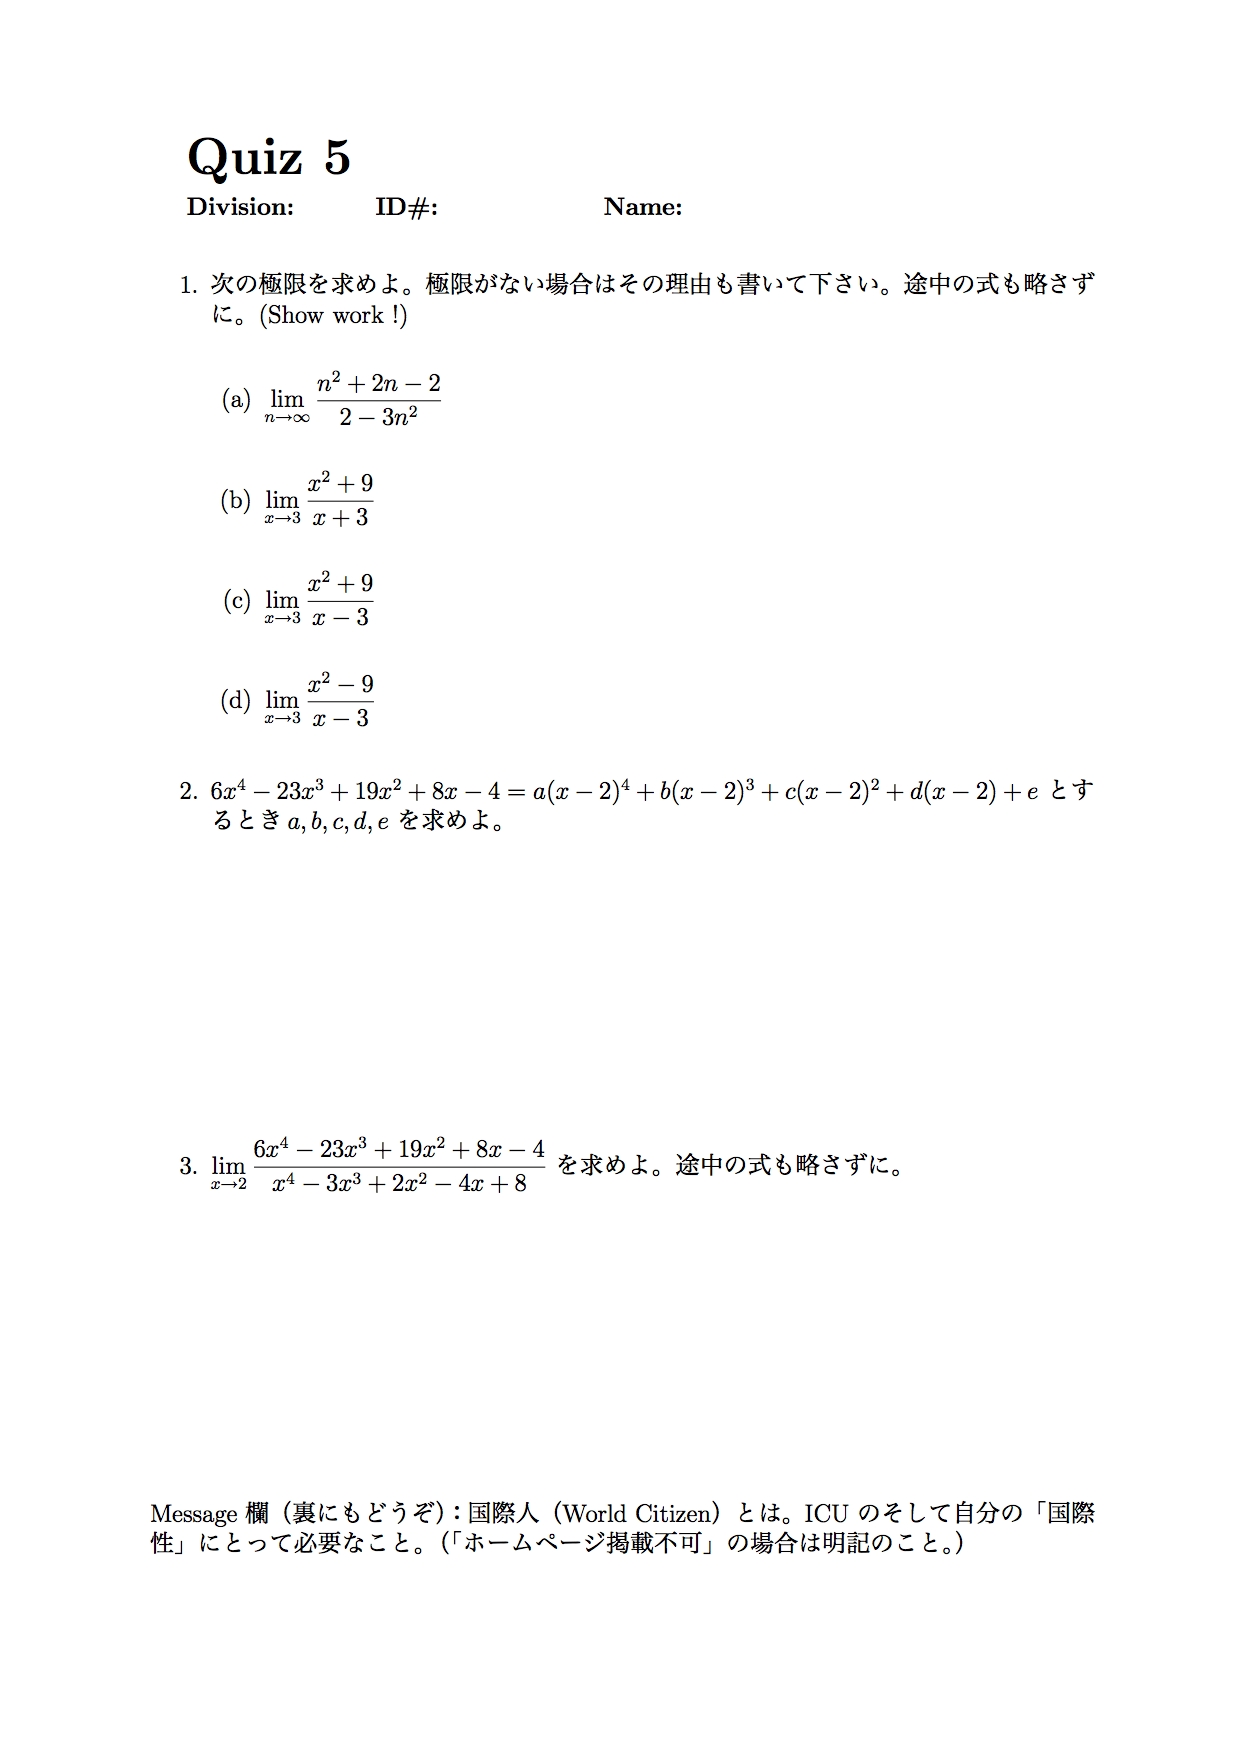 Quiz 5
Division: ID#: Name:
1. 次の極限を求めよ。極限がない場合はその理由も書いて下さい。途中の式も略さず
に。(Show work !)
(a) $\lim_{n \to \infty} \frac{n^2 + 2n - 2}{2 - 3n^2}$
(b) $\lim_{x \to 3} \frac{x^2 + 9}{x + 3}$
(c) $\lim_{x \to 3} \frac{x^2 + 9}{x - 3}$
(d) $\lim_{x \to 3} \frac{x^2 - 9}{x - 3}$
2. $6x^4 - 23x^3 + 19x^2 + 8x - 4 = a(x - 2)^4 + b(x - 2)^3 + c(x - 2)^2 + d(x - 2) + e$ とす
るとき $a, b, c, d, e$ を求めよ。
3. $\lim_{x \to 2} \frac{6x^4 - 23x^3 + 19x^2 + 8x - 4}{x^4 - 3x^3 + 2x^2 - 4x + 8}$ を求めよ。途中の式も略さずに。
Message 欄（裏にもどうぞ）：国際人（World Citizen）とは。ICU のそして自分の「国際
性」にとって必要なこと。（「ホームページ掲載不可」の場合は明記のこと。）